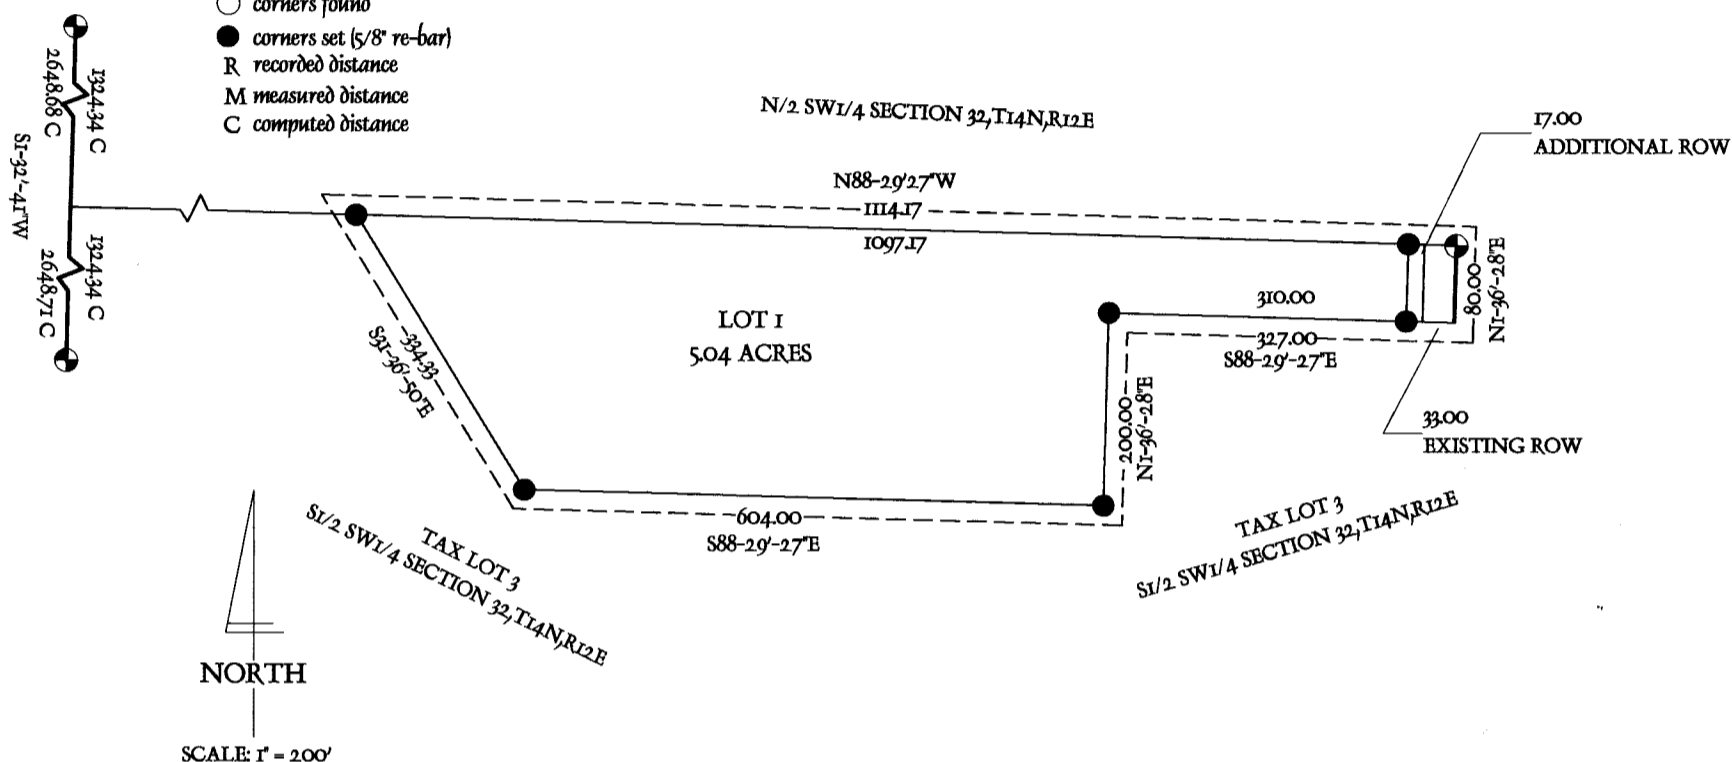 corners found
corners set (5/8" re-bar)
R recorded distance
M measured distance
C computed distance
1324.34 C
2648.68 C
S1-32'-41"W
1324.34 C
2648.71 C
N/2 SW1/4 SECTION 32,T14N,R12E
17.00
ADDITIONAL ROW
N88-29'27"W
1114.17
1097.17
80.00
N1-36'-28"E
310.00
327.00
S88-29'-27"E
LOT 1
5.04 ACRES
334.33
S31-36'-50"E
200.00
N1-36'-28"E
33.00
EXISTING ROW
604.00
S88-29'-27"E
TAX LOT 3
S1/2 SW1/4 SECTION 32,T14N,R12E
TAX LOT 3
S1/2 SW1/4 SECTION 32,T14N,R12E
NORTH
SCALE: 1" = 200'